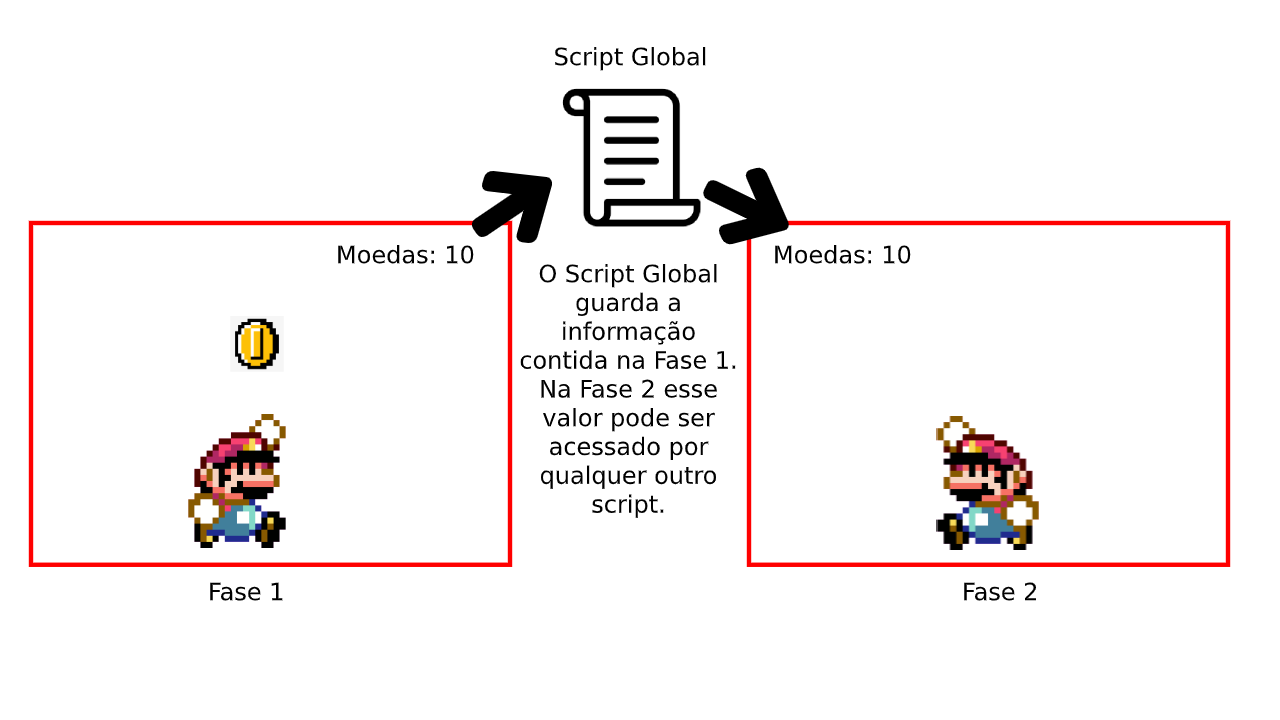 Script Global
Moedas: 10
O Script Global
guarda a
informação
contida na Fase 1.
Na Fase 2 esse
valor pode ser
acessado por
qualquer outro
script.
Moedas: 10
Fase 1
Fase 2